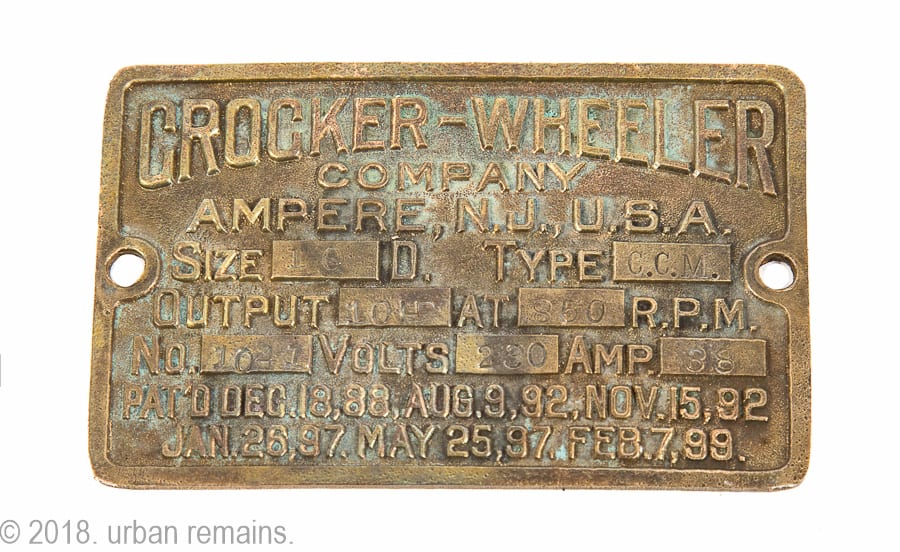 CROCKER-WHEELER
COMPANY
AMPERE, N.J., U.S.A.
SIZE D. TYPE C.C.M.
OUTPUT 10HP AT 850 R.P.M.
NO. VOLTS 230 AMP. 38
PAT'D DEC.18,88, AUG.9,92, NOV.15,92
JAN.26,97. MAY 25,97. FEB.7,99.
© 2018. urban remains.